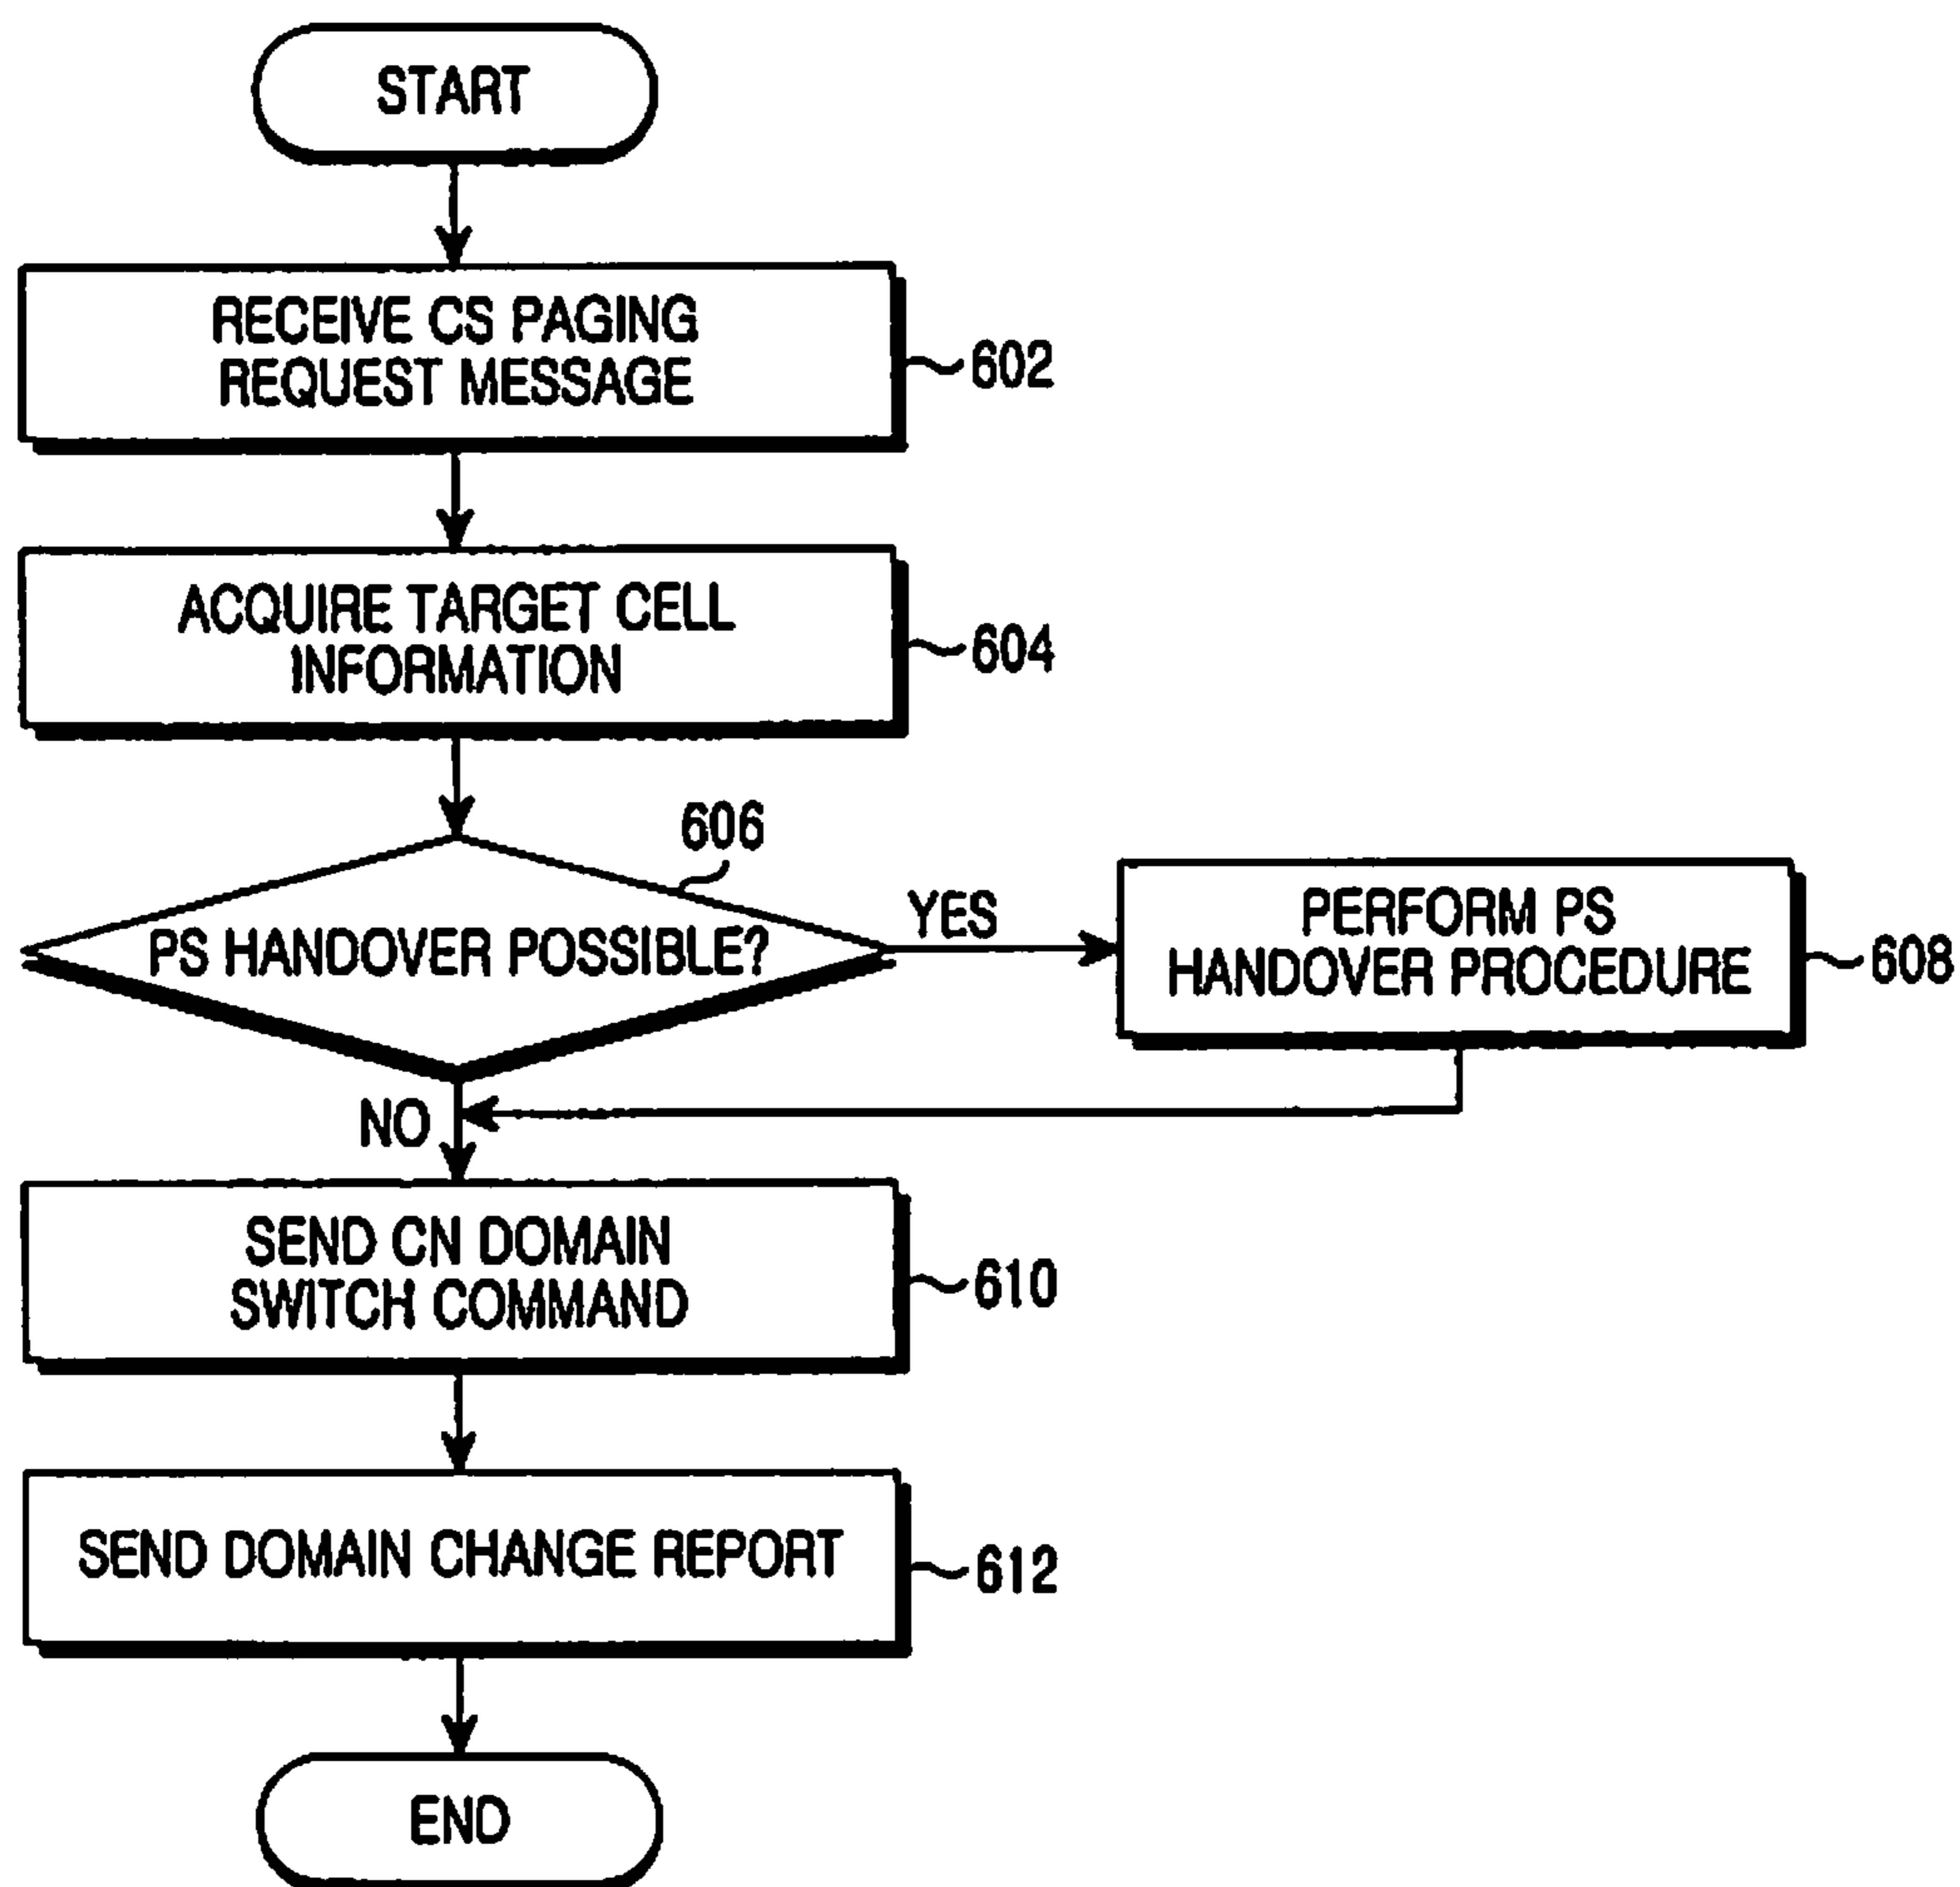 START
RECEIVE CS PAGING
REQUEST MESSAGE
602
ACQUIRE TARGET CELL
INFORMATION
604
606
PS HANDOVER POSSIBLE?
YES
PERFORM PS
HANDOVER PROCEDURE
608
NO
SEND CN DOMAIN
SWITCH COMMAND
610
SEND DOMAIN CHANGE REPORT
612
END